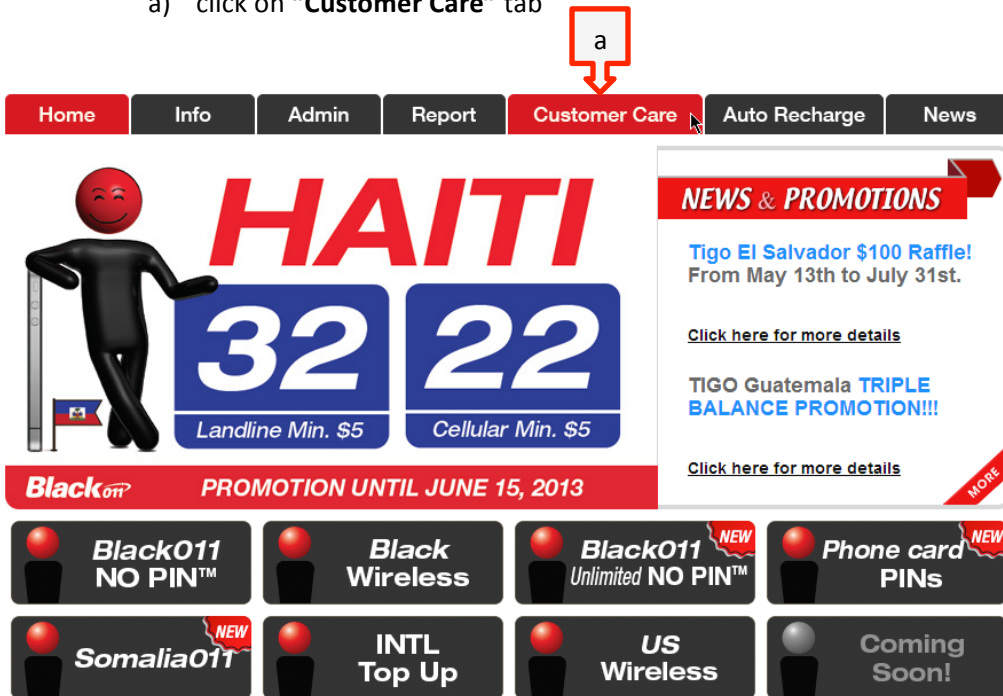 a) click on "Customer Care" tab
a
Home Info Admin Report Customer Care Auto Recharge News
HAITI
32 22
Landline Min. $5 Cellular Min. $5
Black011 PROMOTION UNTIL JUNE 15, 2013
NEWS & PROMOTIONS
Tigo El Salvador $100 Raffle!
From May 13th to July 31st.
Click here for more details
TIGO Guatemala TRIPLE
BALANCE PROMOTION!!!
Click here for more details
MORE
Black011
NO PIN™
Black
Wireless
Black011
Unlimited NO PIN™
NEW
Phone card
PINs
NEW
Somalia011
NEW
INTL
Top Up
US
Wireless
Coming
Soon!